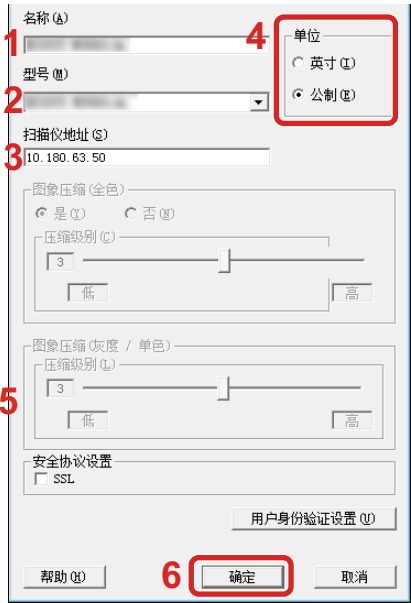 名称(A)
1
4
单位
英寸(I)
公制(E)
型号(M)
2
扫描仪地址(S)
3
10.180.63.50
图象压缩(全色)
是(Y)
否(N)
压缩级别(C)
3
低
高
图象压缩(灰度 / 单色)
压缩级别(L)
5
3
低
高
安全协议设置
SSL
用户身份验证设置(U)
帮助(H)
6
确定
取消